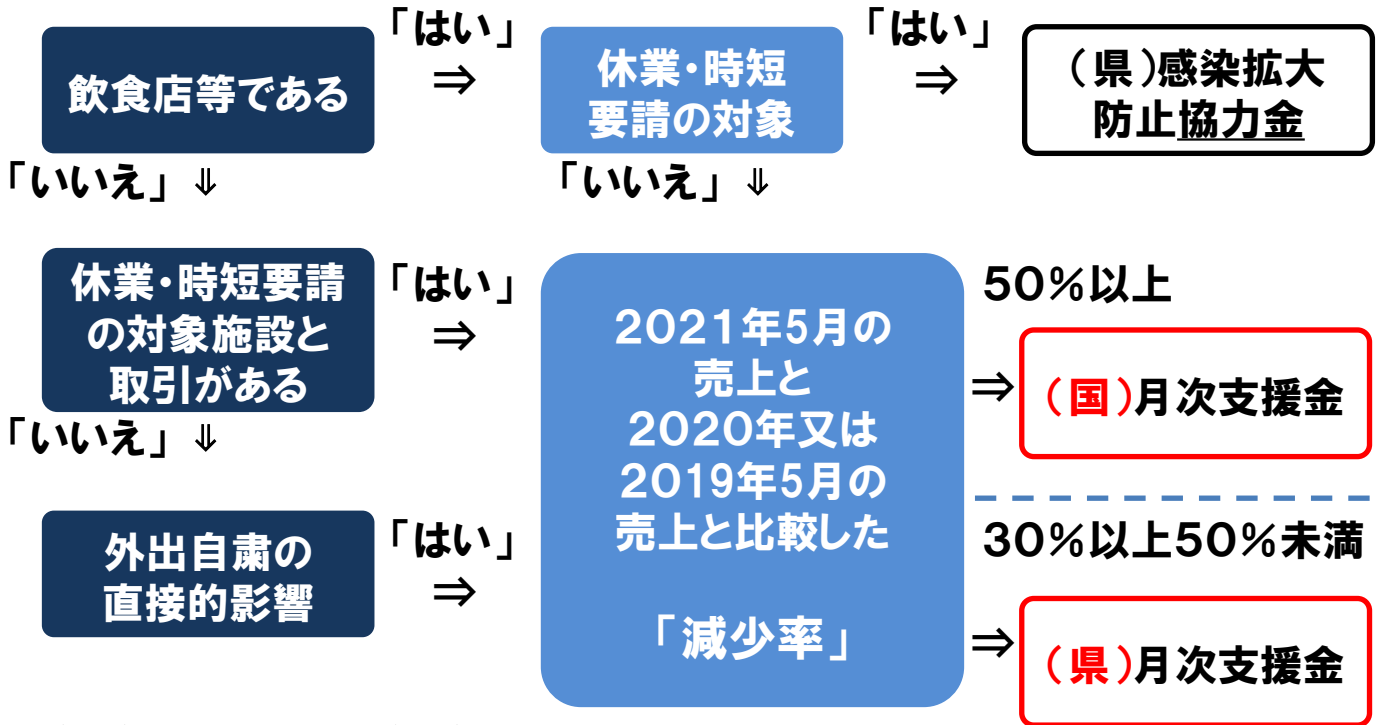 飲食店等である
「はい」
⇒
休業・時短
要請の対象
「はい」
⇒
（県）感染拡大
防止協力金
「いいえ」⇓
「いいえ」⇓
休業・時短要請
の対象施設と
取引がある
「はい」
⇒
2021年5月の
売上と
2020年又は
2019年5月の
売上と比較した
「減少率」
50％以上
⇒
（国）月次支援金
「いいえ」⇓
外出自粛の
直接的影響
「はい」
⇒
30％以上50％未満
⇒
（県）月次支援金